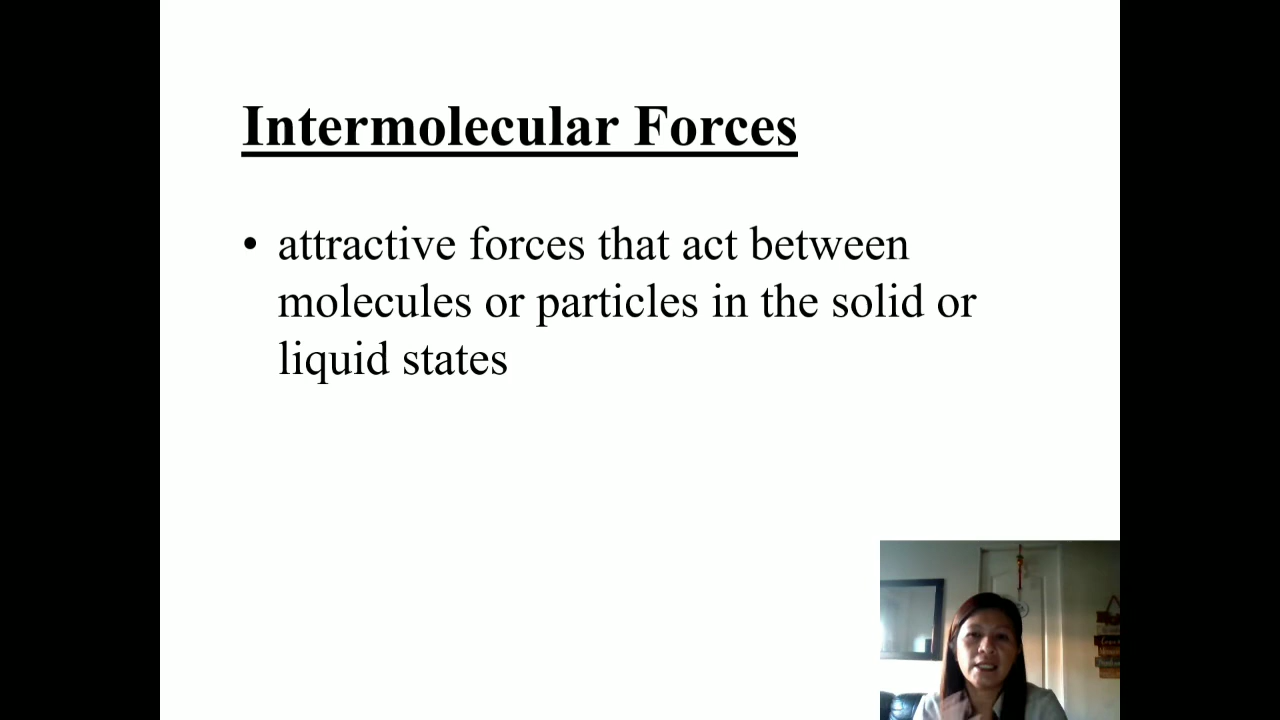 Intermolecular Forces
• attractive forces that act between
molecules or particles in the solid or
liquid states